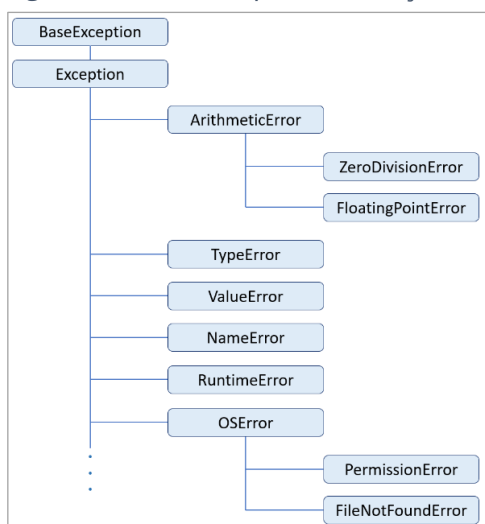 BaseException
Exception
ArithmeticError
ZeroDivisionError
FloatingPointError
TypeError
ValueError
NameError
RuntimeError
OSError
PermissionError
FileNotFoundError